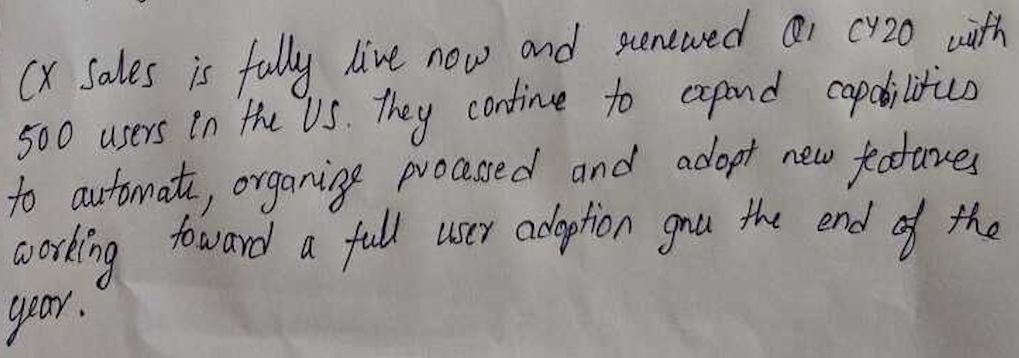 CX Sales is fully live now and renewed Q1 CY20 with
500 users in the US. They continue to expand capabilities
to automate, organize processed and adopt new features
working toward a full user adoption the end of the
year.